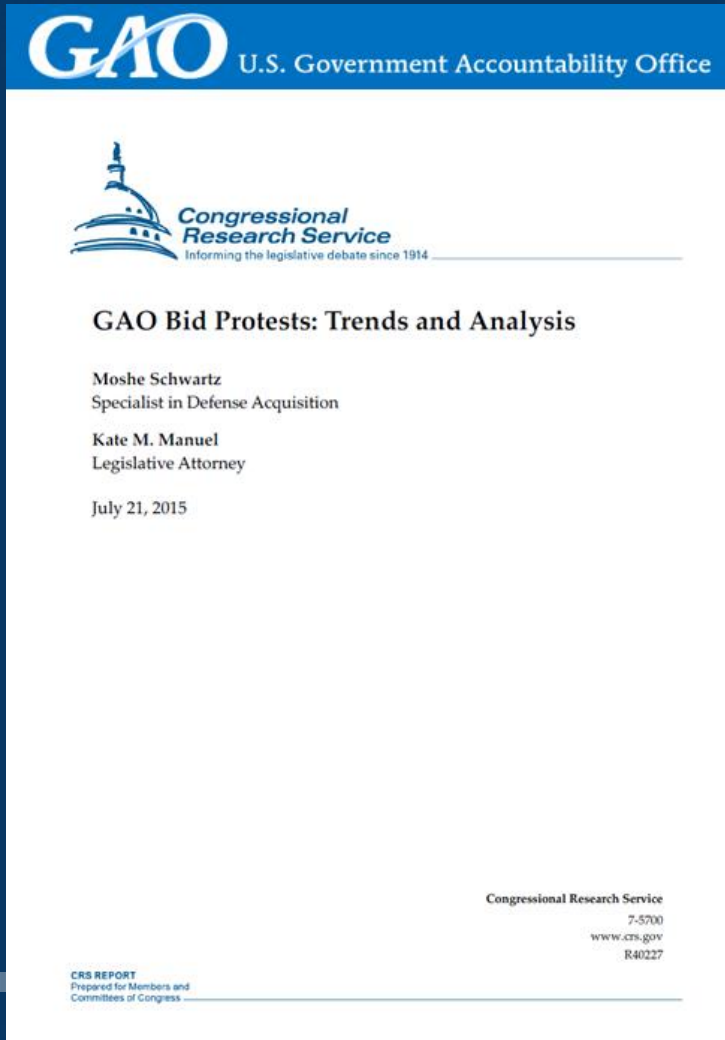 GAO U.S. Government Accountability Office
Congressional
Research Service
Informing the legislative debate since 1914
GAO Bid Protests: Trends and Analysis
Moshe Schwartz
Specialist in Defense Acquisition
Kate M. Manuel
Legislative Attorney
July 21, 2015
Congressional Research Service
7-5700
www.crs.gov
R40227
CRS REPORT
Prepared for Members and
Committees of Congress